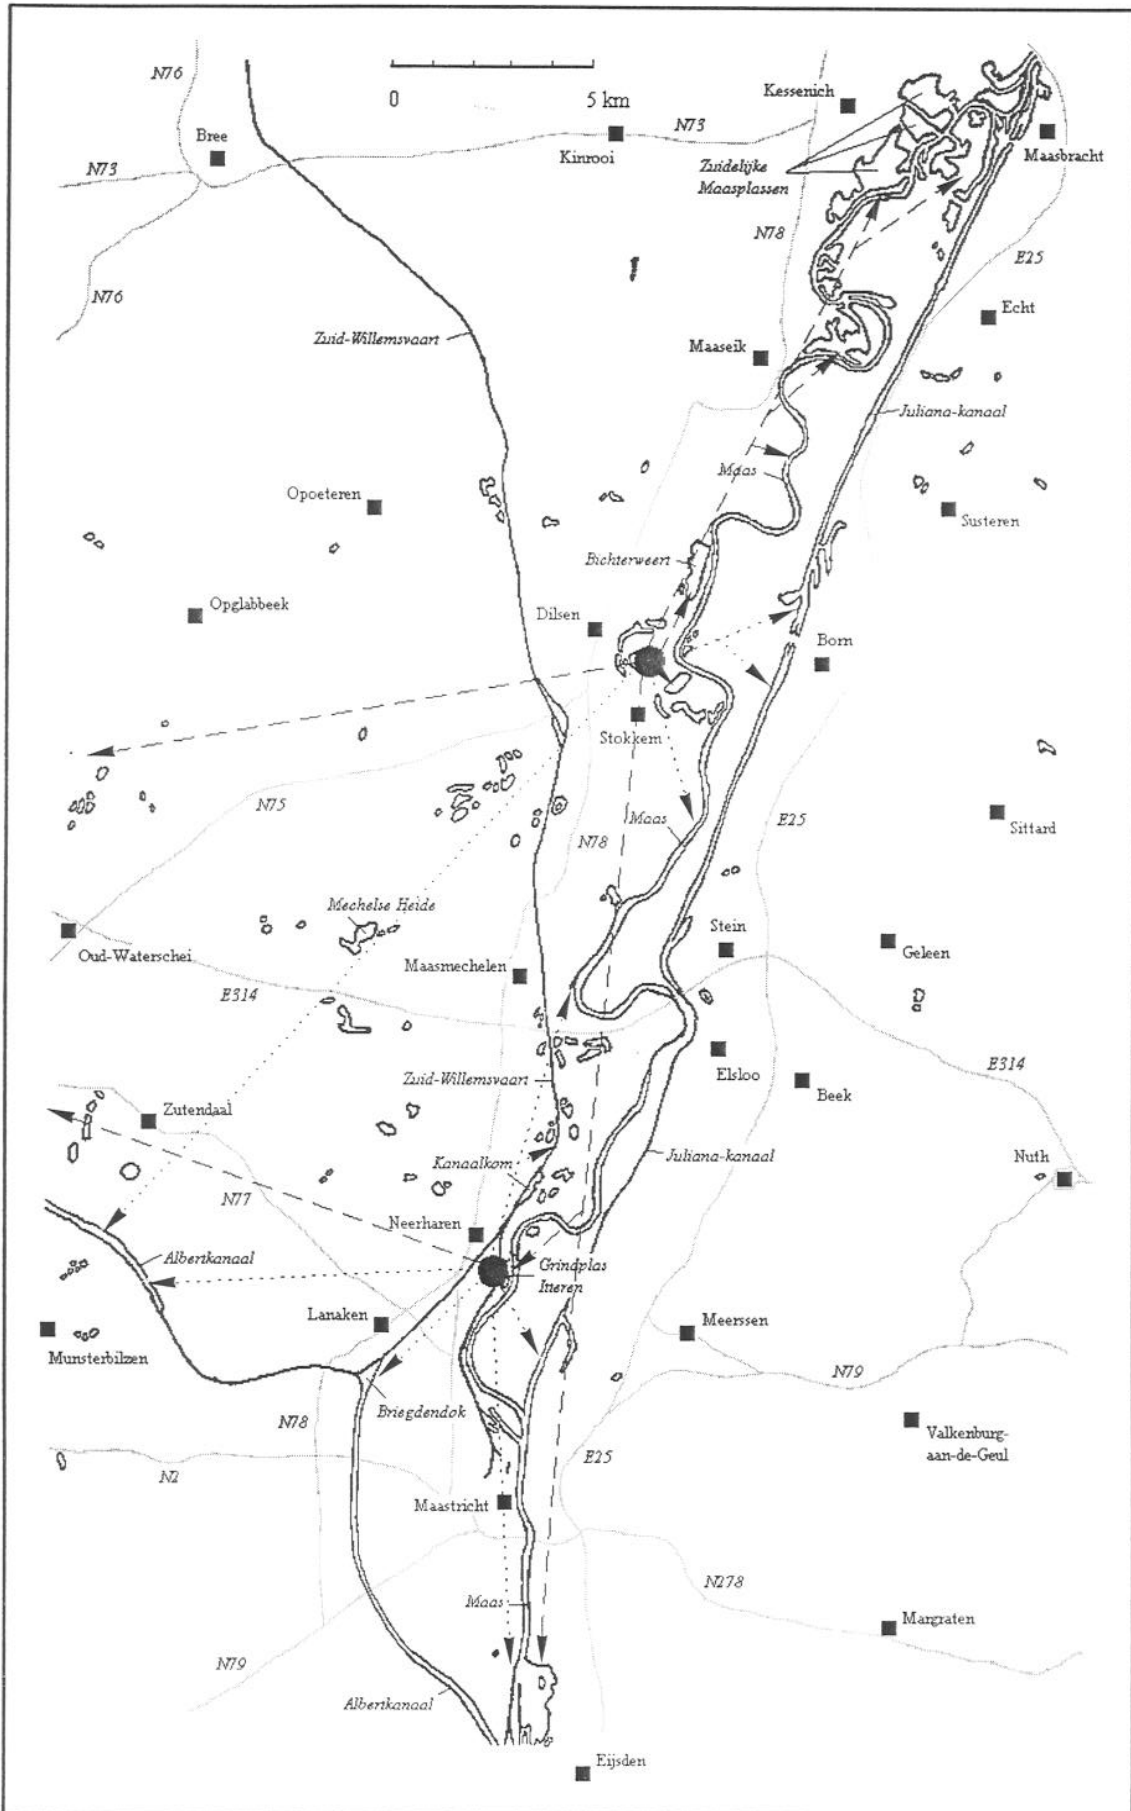 N76
0
5 km
Kessenich
Bree
N73
Kinrooi
Maasbracht
N73
Zuidelijke
Maasplassen
N78
E25
N76
Echt
Zuid-Willemsvaart
Maaseik
Juliana-kanaal
Maas
Opoeteren
Susteren
Bichterweert
Opglabbeek
Dilsen
Born
Stokkem
N75
E25
Sittard
Maas
N78
Mechelse Heide
Stein
Oud-Waterschei
Geleen
Maasmechelen
E314
Elsloo
E314
Zuid-Willemsvaart
Beek
Zutendaal
Juliana-kanaal
Nuth
Kanaalkom
N77
Neerharen
Albertkanaal
Grindplas
Itteren
Lanaken
Meerssen
Munsterbilzen
N79
Briegdendok
N78
Valkenburg-
aan-de-Geul
E25
N2
Maastricht
N278
Maas
Margraten
N79
Albertkanaal
Eijsden